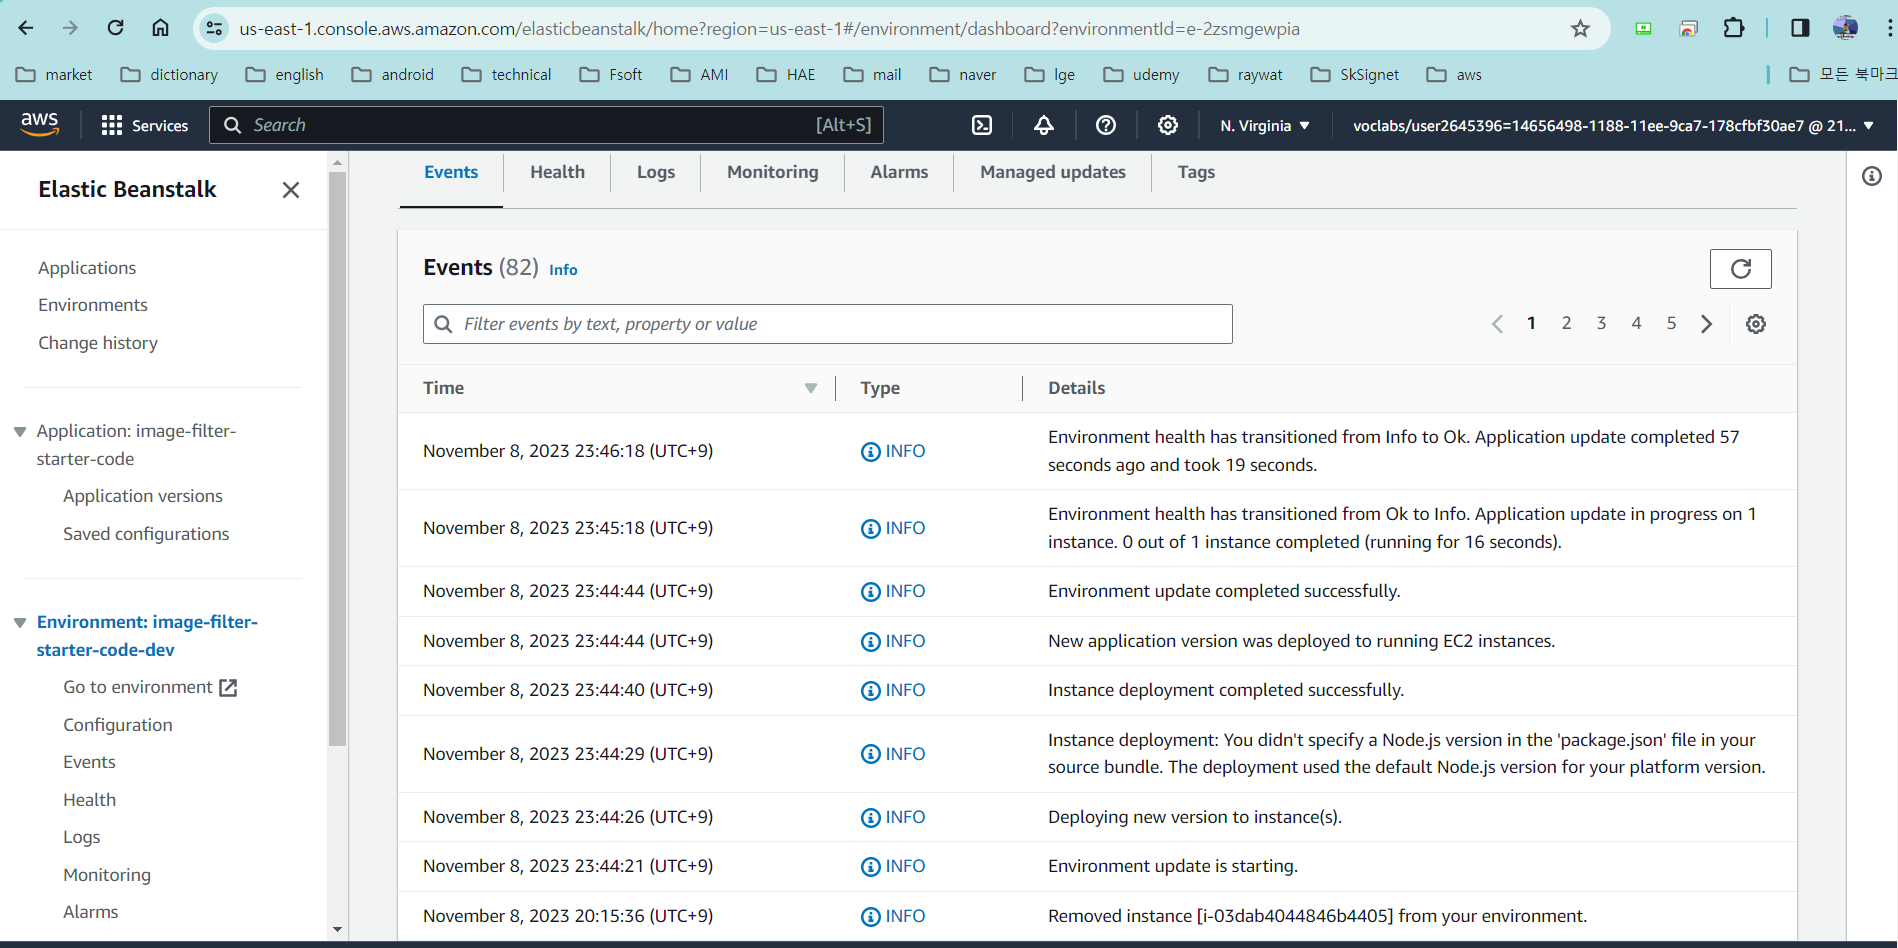 us-east-1.console.aws.amazon.com/elasticbeanstalk/home?region=us-east-1#/environment/dashboard?environmentId=e-2zsmgewpia
market dictionary english android technical Fsoft AMI HAE mail naver lge udemy raywat SkSignet aws 모든 북마크
aws Services Search [Alt+S] N. Virginia voclabs/user2645396=14656498-1188-11ee-9ca7-178cfbf30ae7 @ 21...
Elastic Beanstalk
Applications
Environments
Change history
Application: image-filter-
starter-code
Application versions
Saved configurations
Environment: image-filter-
starter-code-dev
Go to environment
Configuration
Events
Health
Logs
Monitoring
Alarms
Events Health Logs Monitoring Alarms Managed updates Tags
Events (82) Info
Filter events by text, property or value
1 2 3 4 5
Time Type Details
November 8, 2023 23:46:18 (UTC+9) INFO Environment health has transitioned from Info to Ok. Application update completed 57
seconds ago and took 19 seconds.
November 8, 2023 23:45:18 (UTC+9) INFO Environment health has transitioned from Ok to Info. Application update in progress on 1
instance. 0 out of 1 instance completed (running for 16 seconds).
November 8, 2023 23:44:44 (UTC+9) INFO Environment update completed successfully.
November 8, 2023 23:44:44 (UTC+9) INFO New application version was deployed to running EC2 instances.
November 8, 2023 23:44:40 (UTC+9) INFO Instance deployment completed successfully.
November 8, 2023 23:44:29 (UTC+9) INFO Instance deployment: You didn't specify a Node.js version in the 'package.json' file in your
source bundle. The deployment used the default Node.js version for your platform version.
November 8, 2023 23:44:26 (UTC+9) INFO Deploying new version to instance(s).
November 8, 2023 23:44:21 (UTC+9) INFO Environment update is starting.
November 8, 2023 20:15:36 (UTC+9) INFO Removed instance [i-03dab4044846b4405] from your environment.